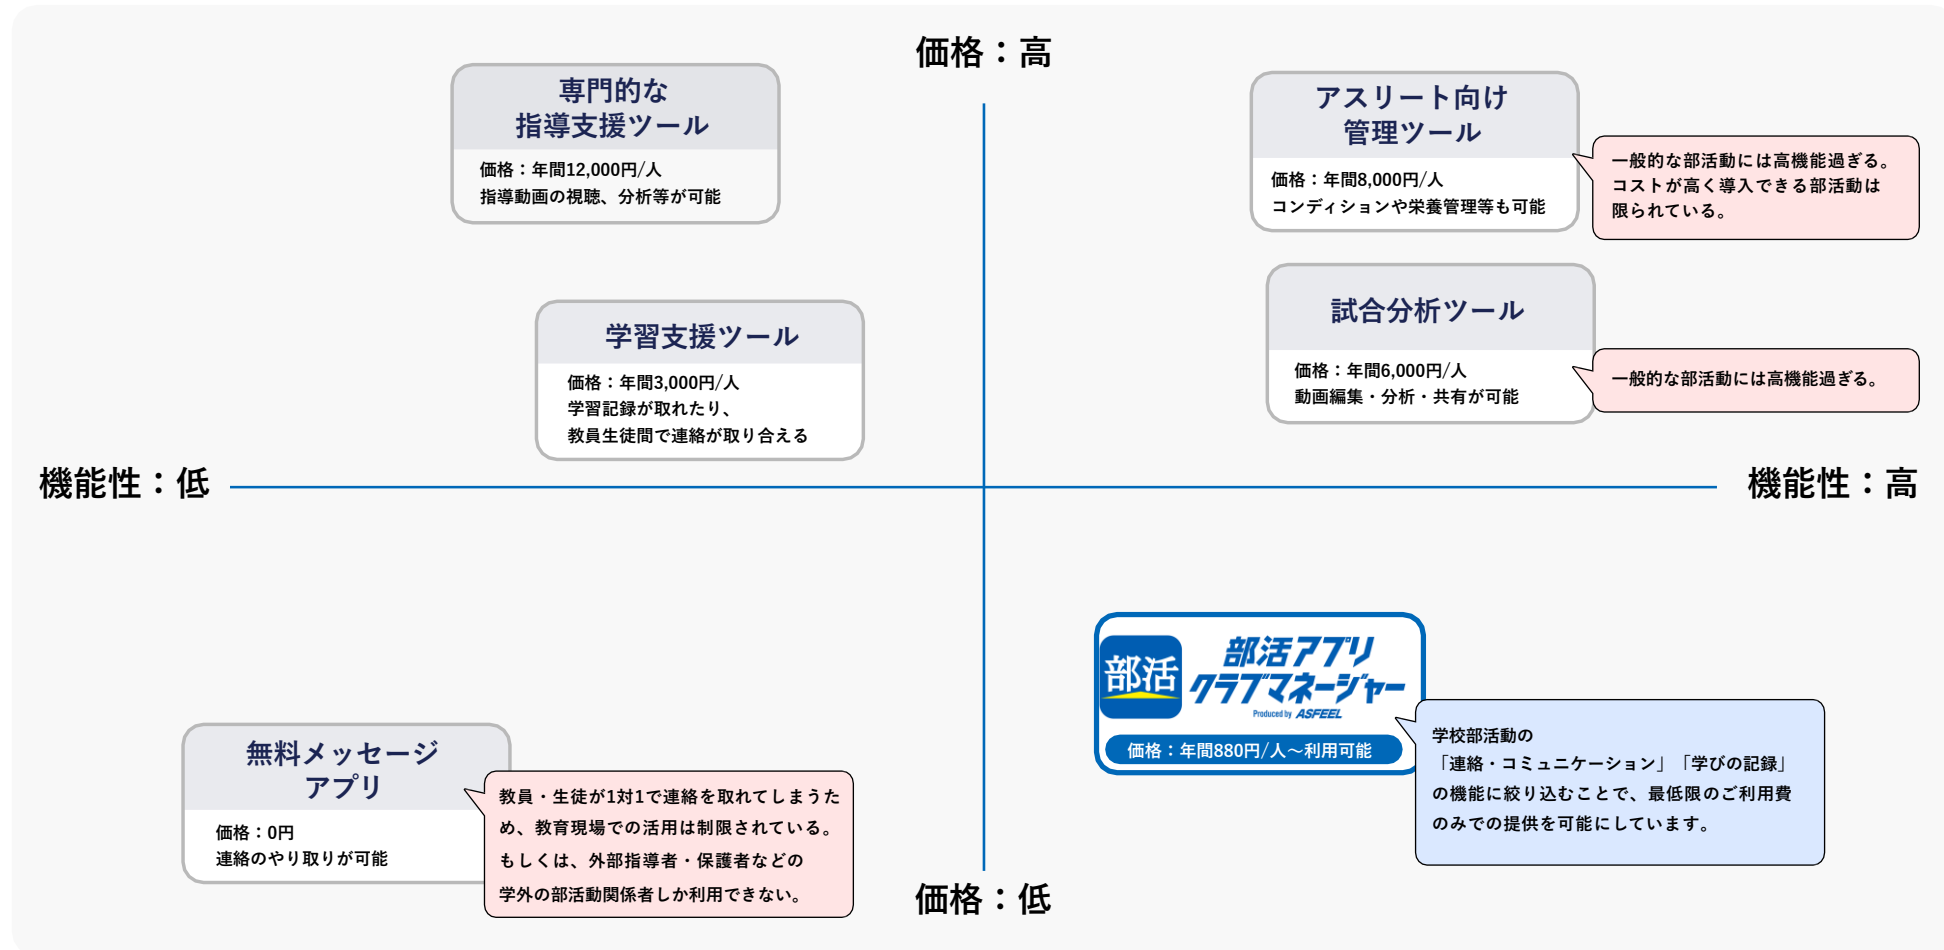 価格：高
専門的な
指導支援ツール
価格：年間12,000円/人
指導動画の視聴、分析等が可能
アスリート向け
管理ツール
価格：年間8,000円/人
コンディションや栄養管理等も可能
一般的な部活動には高機能過ぎる。
コストが高く導入できる部活動は
限られている。
学習支援ツール
価格：年間3,000円/人
学習記録が取れたり、
教員生徒間で連絡が取り合える
試合分析ツール
価格：年間6,000円/人
動画編集・分析・共有が可能
一般的な部活動には高機能過ぎる。
機能性：低
機能性：高
部活
部活アプリ
クラブマネージャー
Produced by ASFEEL
価格：年間880円/人～利用可能
学校部活動の
「連絡・コミュニケーション」「学びの記録」
の機能に絞り込むことで、最低限のご利用費
のみでの提供を可能にしています。
無料メッセージ
アプリ
価格：0円
連絡のやり取りが可能
教員・生徒が1対1で連絡を取れてしまうた
め、教育現場での活用は制限されている。
もしくは、外部指導者・保護者などの
学外の部活動関係者しか利用できない。
価格：低